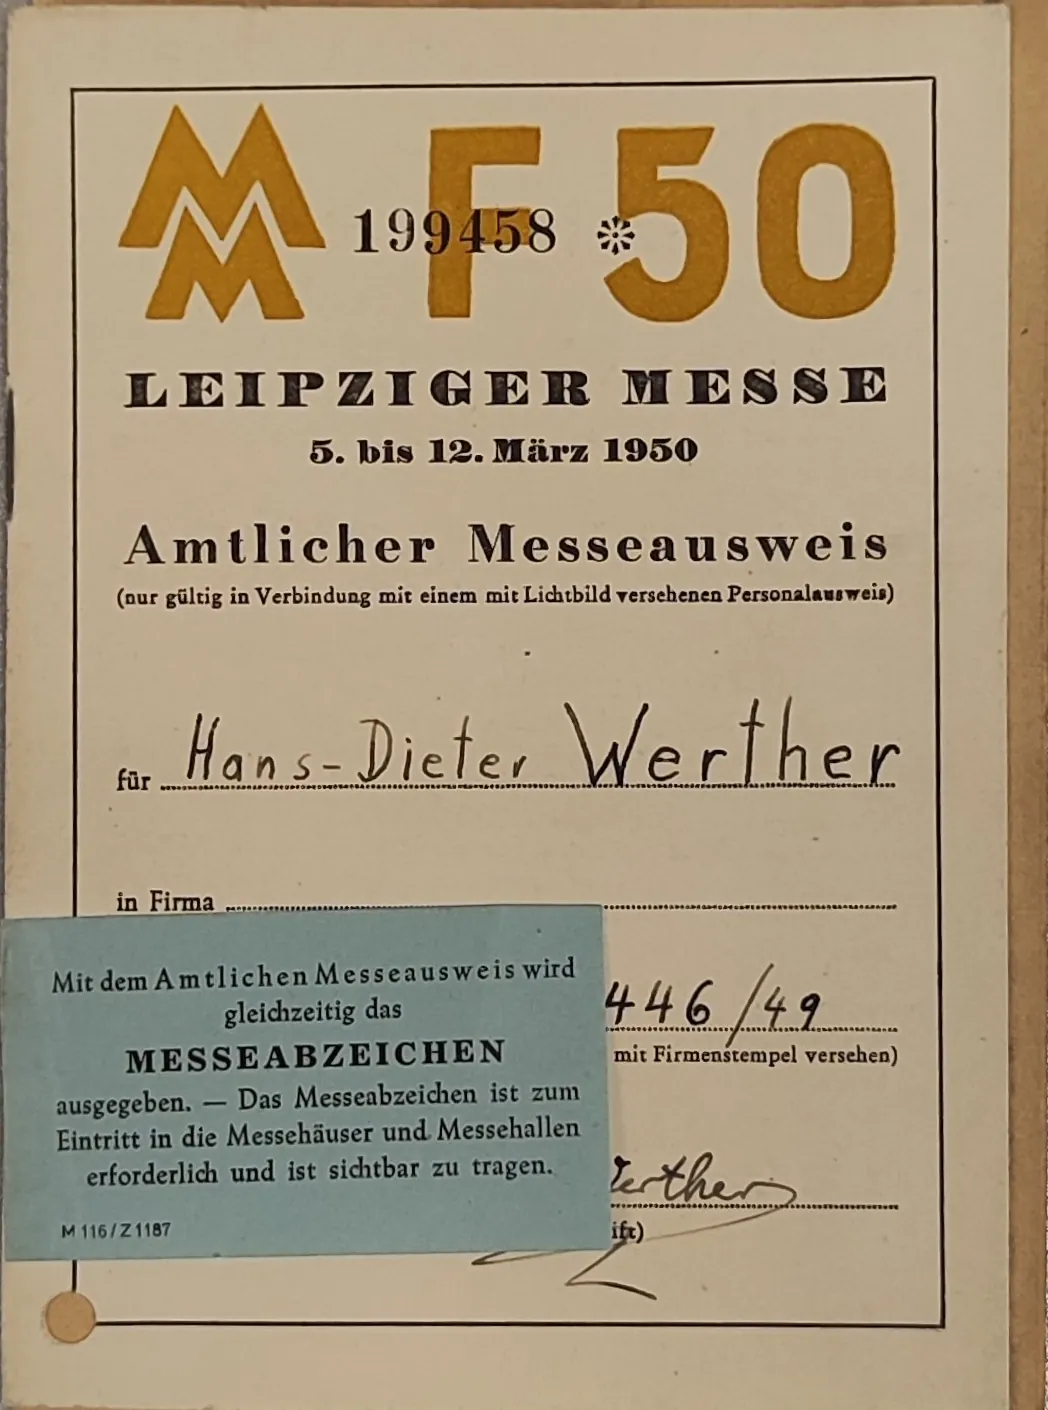 MM F 50
199458 *
LEIPZIGER MESSE
5. bis 12. März 1950
Amtlicher Messeausweis
(nur gültig in Verbindung mit einem mit Lichtbild versehenen Personalausweis)
für Hans-Dieter Werther
in Firma
446/49
mit Firmenstempel versehen)
Mit dem Amtlichen Messeausweis wird
gleichzeitig das
MESSEABZEICHEN
ausgegeben. — Das Messeabzeichen ist zum
Eintritt in die Messehäuser und Messehallen
erforderlich und ist sichtbar zu tragen.
M 116/Z 1187
Werther
ift)